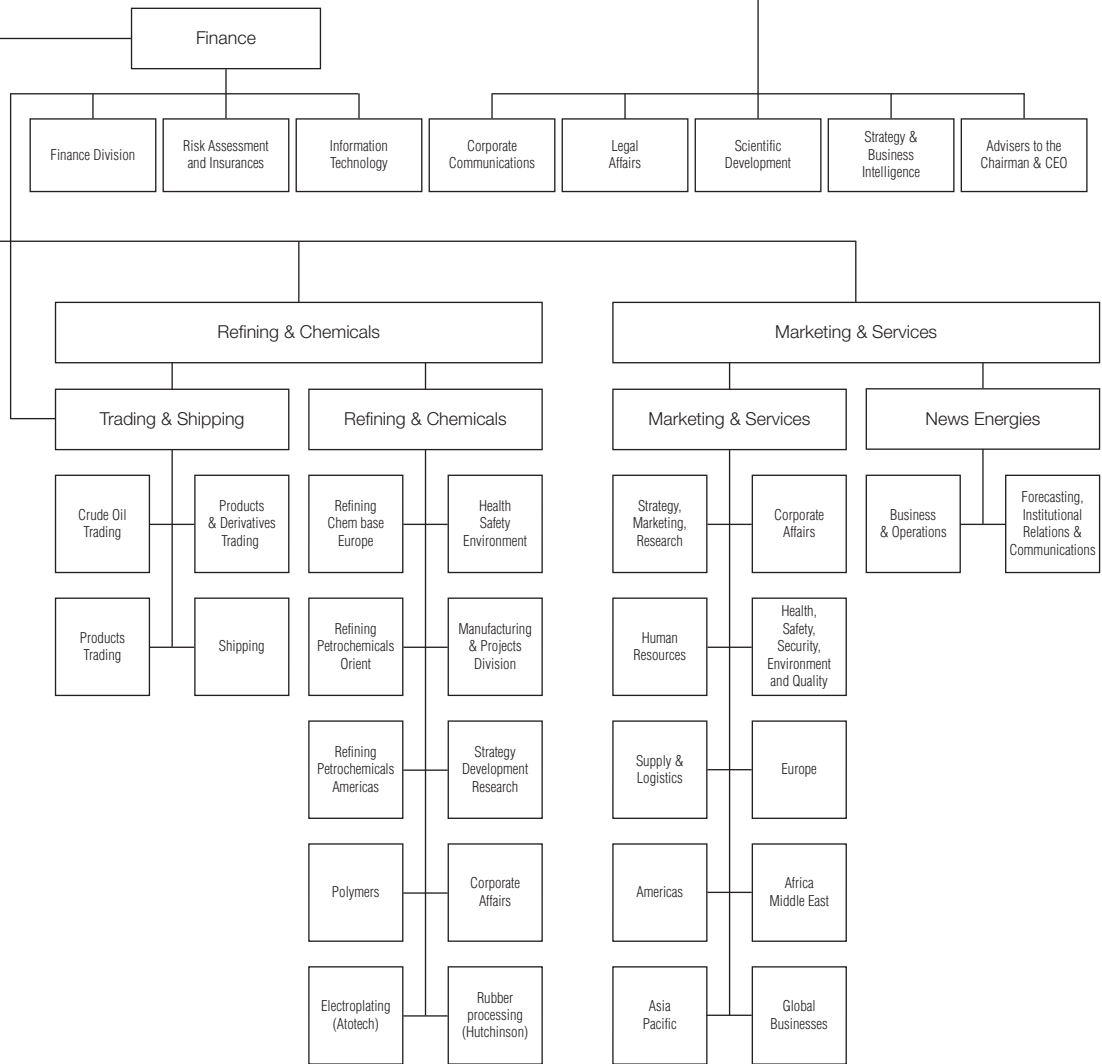 Finance
Finance Division
Risk Assessment
and Insurances
Information
Technology
Corporate
Communications
Legal
Affairs
Scientific
Development
Strategy &
Business
Intelligence
Advisers to the
Chairman & CEO
Refining & Chemicals
Marketing & Services
Trading & Shipping
Refining & Chemicals
Marketing & Services
News Energies
Crude Oil
Trading
Products
& Derivatives
Trading
Refining
Chem base
Europe
Health
Safety
Environment
Strategy,
Marketing,
Research
Corporate
Affairs
Business
& Operations
Forecasting,
Institutional
Relations &
Communications
Products
Trading
Shipping
Refining
Petrochemicals
Orient
Manufacturing
& Projects
Division
Human
Resources
Health,
Safety,
Security,
Environment
and Quality
Refining
Petrochemicals
Americas
Strategy
Development
Research
Supply &
Logistics
Europe
Polymers
Corporate
Affairs
Americas
Africa
Middle East
Electroplating
(Atotech)
Rubber
processing
(Hutchinson)
Asia
Pacific
Global
Businesses